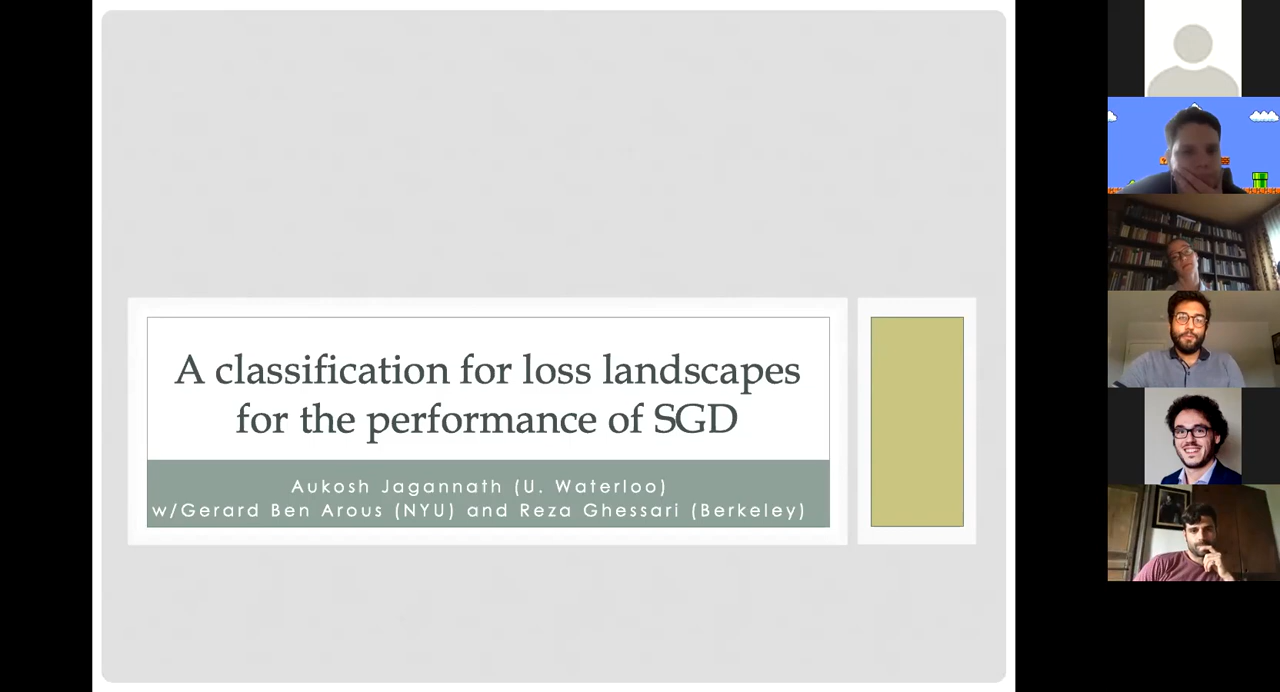 A classification for loss landscapes
for the performance of SGD
Aukosh Jagannath (U. Waterloo)
w/Gerard Ben Arous (NYU) and Reza Ghessari (Berkeley)